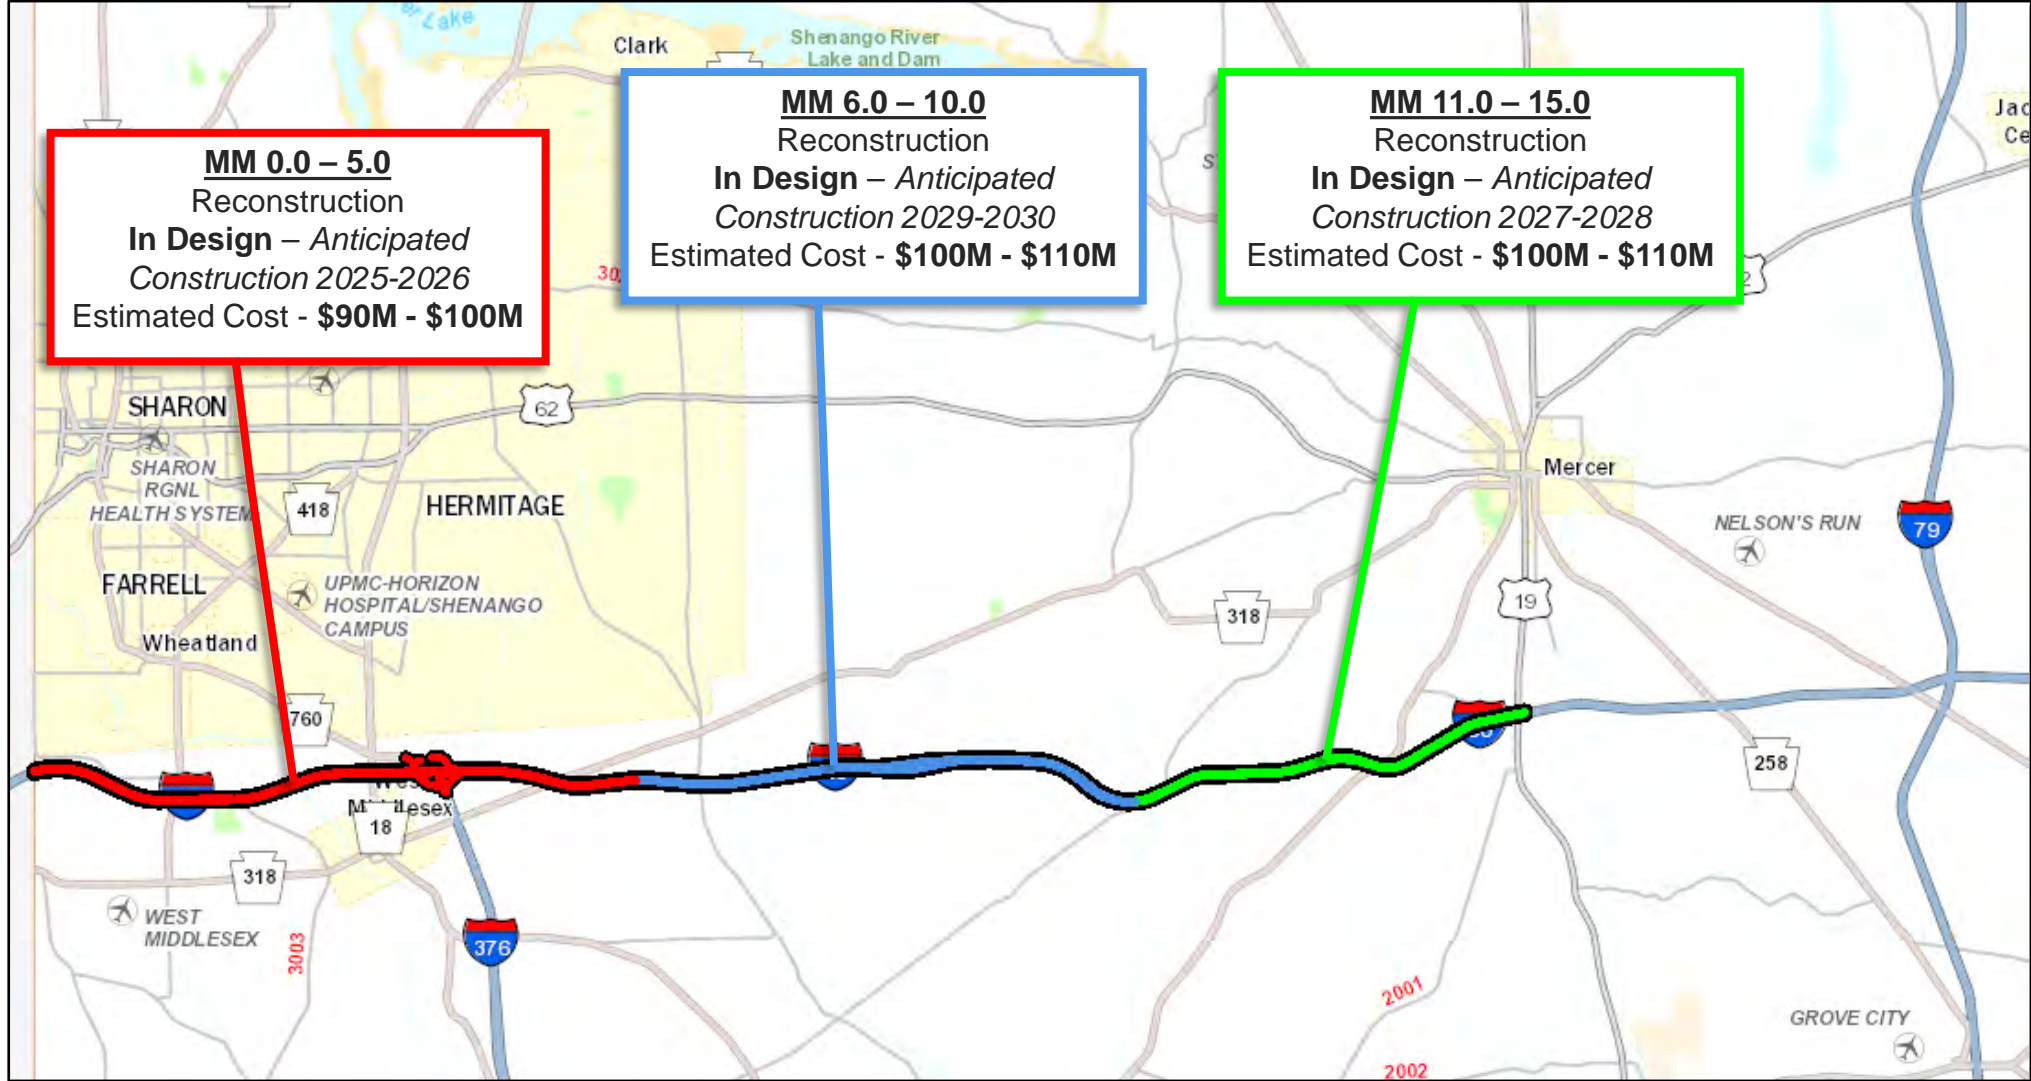 Lake
Clark
Shenango River
Lake and Dam
Jac
Ce
MM 0.0 – 5.0
Reconstruction
In Design – Anticipated
Construction 2025-2026
Estimated Cost - $90M - $100M
MM 6.0 – 10.0
Reconstruction
In Design – Anticipated
Construction 2029-2030
Estimated Cost - $100M - $110M
MM 11.0 – 15.0
Reconstruction
In Design – Anticipated
Construction 2027-2028
Estimated Cost - $100M - $110M
SHARON
62
SHARON
RGNL
HEALTH SYSTEM
418
HERMITAGE
Mercer
NELSON'S RUN
79
FARRELL
UPMC-HORIZON
HOSPITAL/SHENANGO
CAMPUS
Wheatland
318
19
760
258
18
318
WEST
MIDDLESEX
3003
376
2001
GROVE CITY
2002